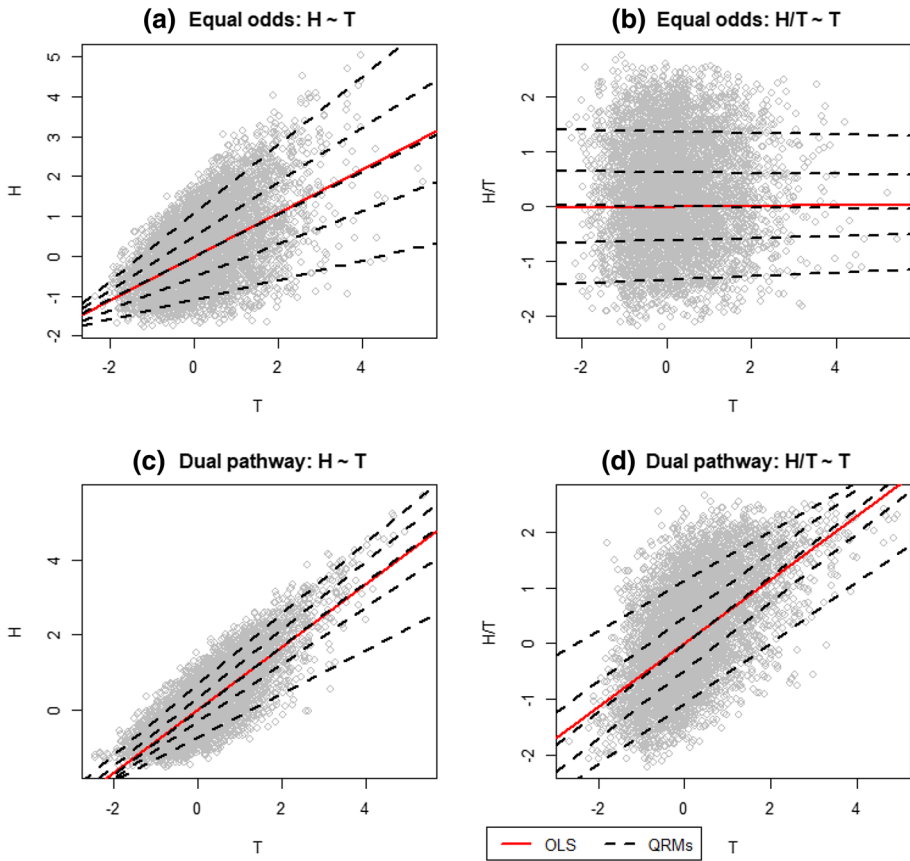 (a) Equal odds: H ~ T
H
5
4
3
2
1
0
-1
-2
-2 0 2 4
T
(b) Equal odds: H/T ~ T
H/T
2
1
0
-1
-2
-2 0 2 4
T
(c) Dual pathway: H ~ T
H
4
2
0
-2 0 2 4
T
(d) Dual pathway: H/T ~ T
H/T
2
1
0
-1
-2
-2 0 2 4
T
OLS QRMs